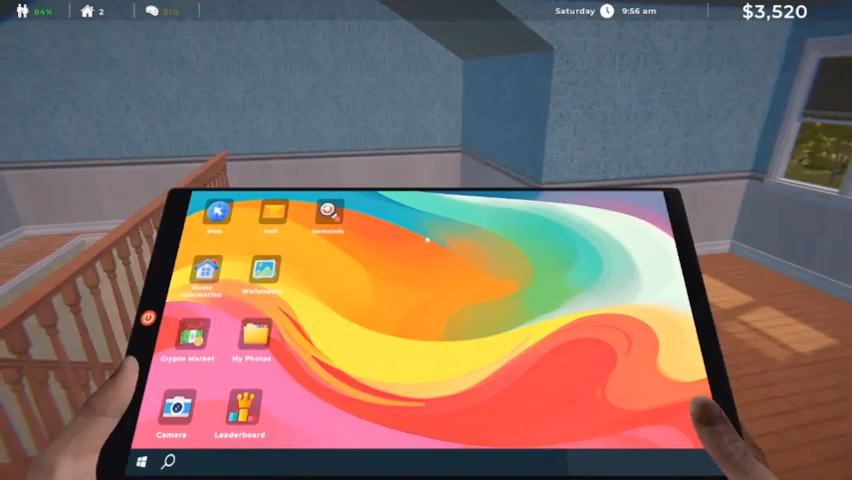 84%
2
51%
Saturday
9:56 am
$3,520
Web
Mail
ItemsInfo
Home Information
Wallpapers
Crypto Market
My Photos
Camera
Leaderboard